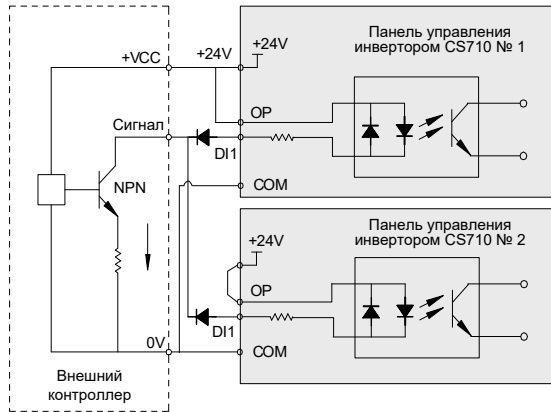 +VCC
+24V
+24V
Панель управления
инвертором CS710 № 1
OP
Сигнал
DI1
NPN
COM
Панель управления
инвертором CS710 № 2
+24V
OP
DI1
0V
COM
Внешний
контроллер